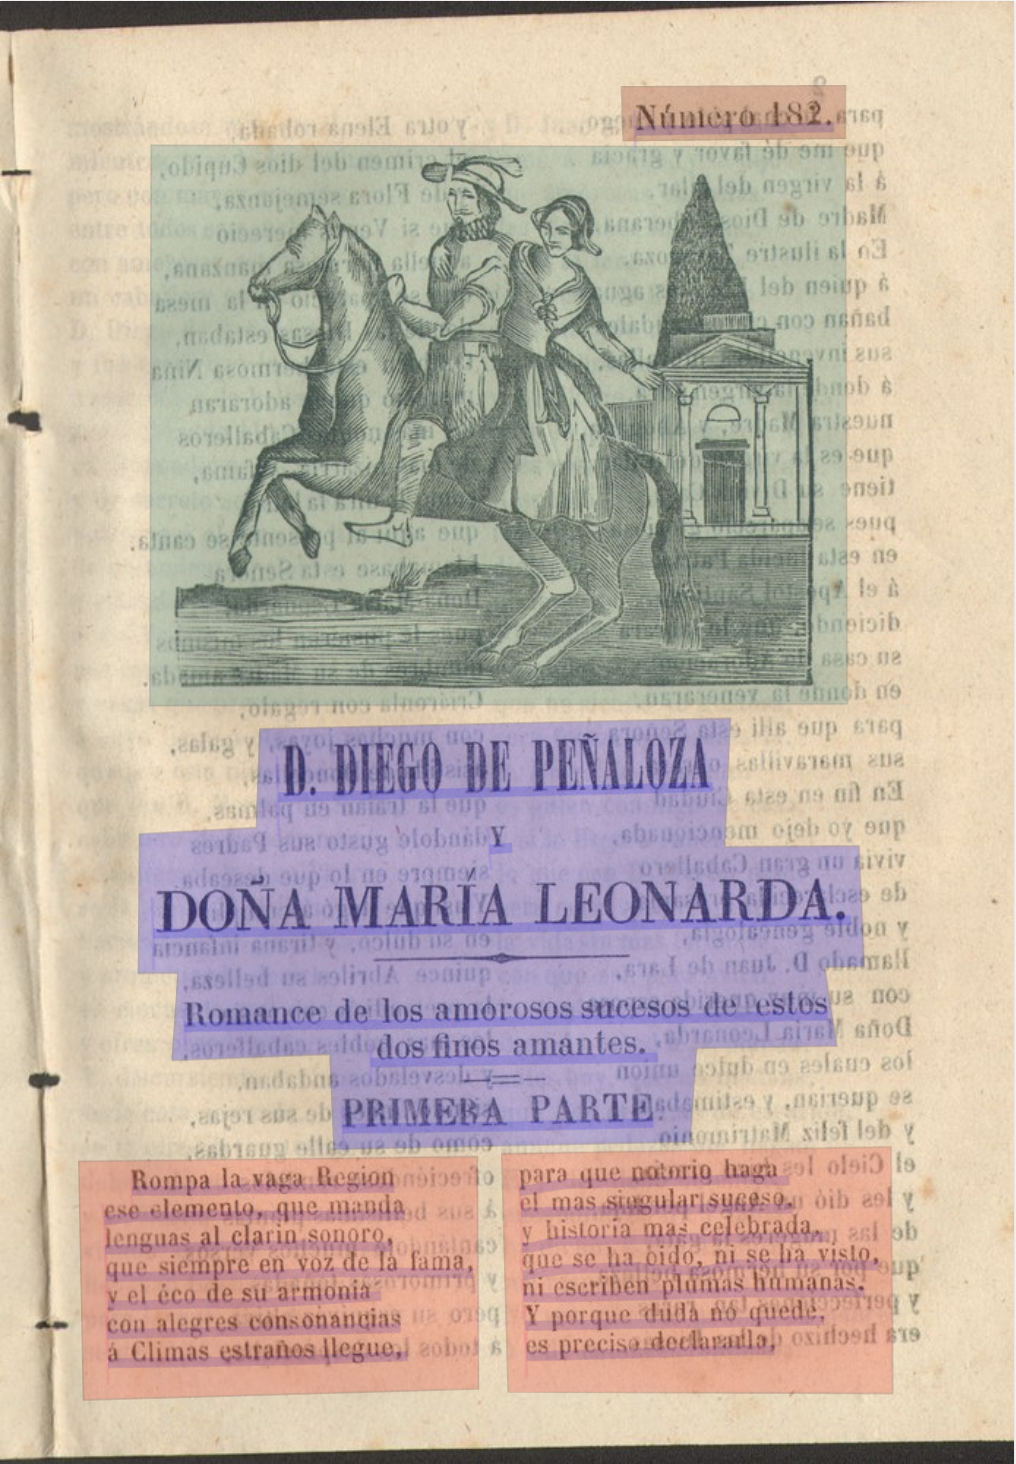 Número 182.
D. DIEGO DE PEÑALOZA
Y
DOÑA MARÍA LEONARDA.
Romance de los amorosos sucesos de estos
dos finos amantes.
PRIMERA PARTE.
Rompa la vaga Region
ese elemento, que manda
lenguas al clarin sonoro,
que siempre en voz de la fama,
y el éco de su armonía
con alegres consonancias
á Climas estraños llegue,
para que notorio haga
el mas singular suceso,
y historia mas celebrada,
que se ha oido, ni se ha visto,
ni escriben plumas humanas.
Y porque duda no quede,
es preciso declararla,